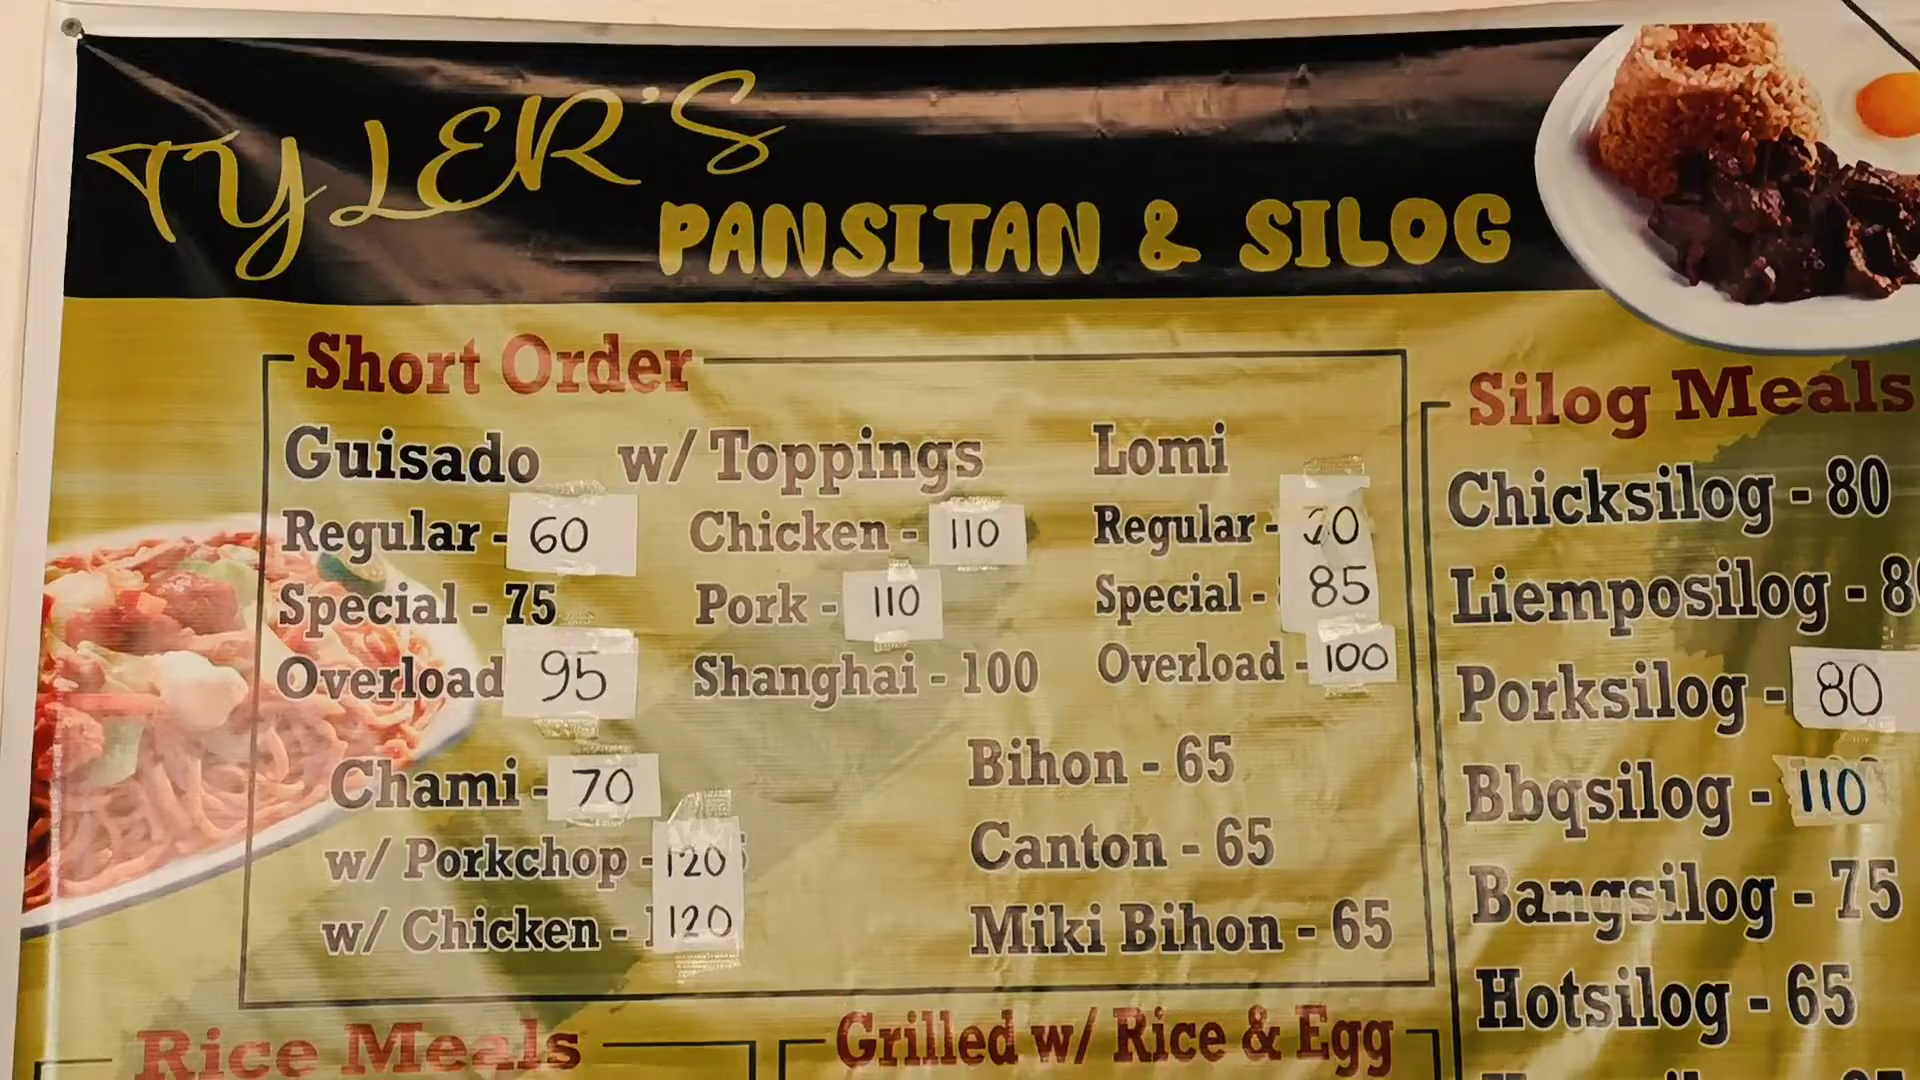 TYLER'S
PANSITAN & SILOG
Short Order
Guisado
Regular - 60
Special - 75
Overload 95
w/ Toppings
Chicken - 110
Pork - 110
Shanghai - 100
Lomi
Regular - 70
Special - 85
Overload - 100
Chami - 70
w/ Porkchop - 120
w/ Chicken - 120
Bihon - 65
Canton - 65
Miki Bihon - 65
Silog Meals
Chicksilog - 80
Liemposilog -
Porksilog - 80
Bbqsilog - 110
Bangsilog - 75
Hotsilog - 65
Rice Meals
Grilled w/ Rice & Egg